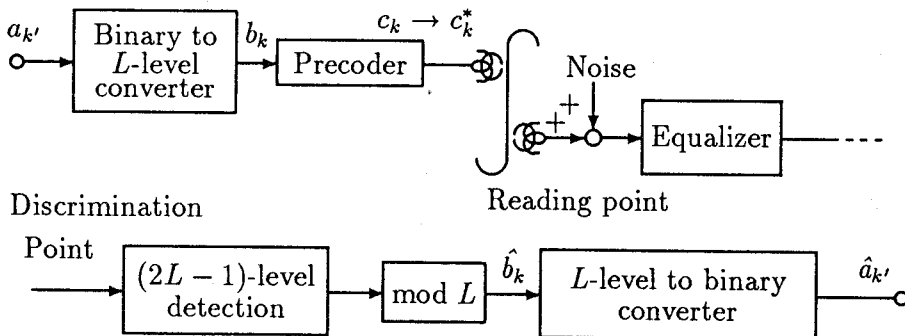 a_{k'}
Binary to
L-level
converter
b_k
Precoder
c_k → c_k^*
+ +
Noise
Equalizer
Reading point
Discrimination
Point
(2L − 1)-level
detection
mod L
\hat{b}_k
L-level to binary
converter
\hat{a}_{k'}